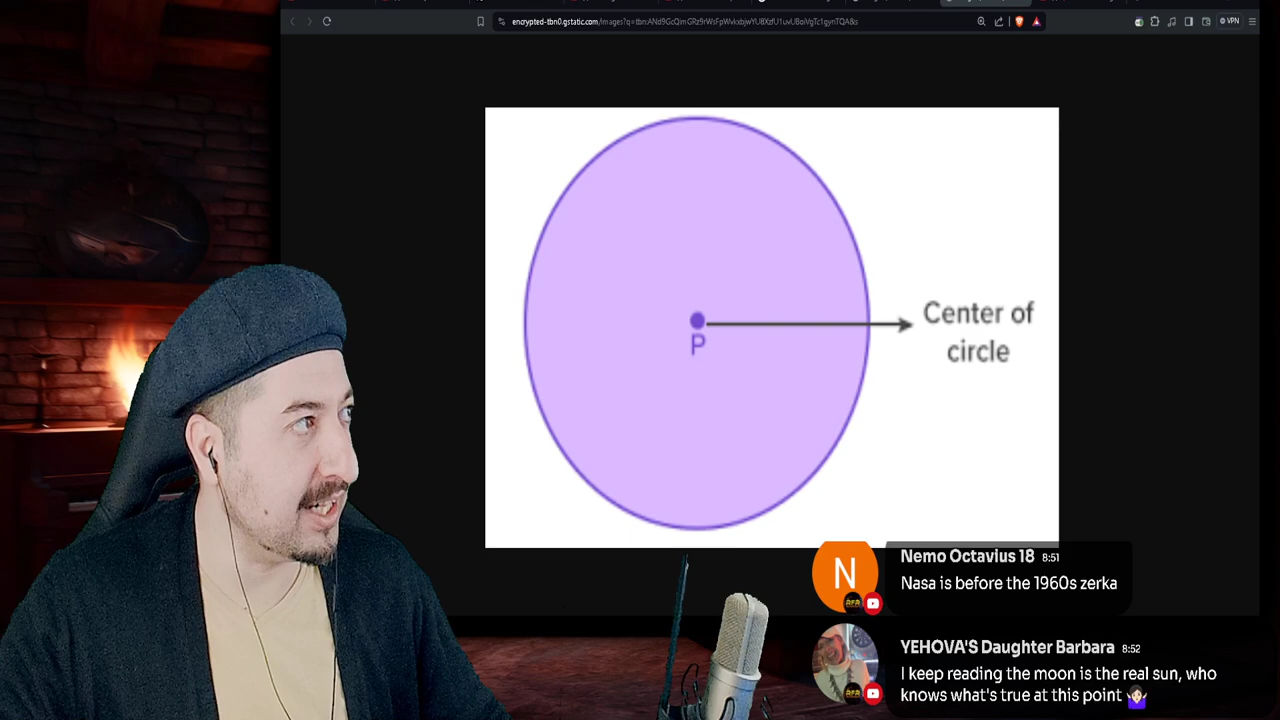 VPN
P
Center of
circle
N
Nemo Octavius 18 8:51
Nasa is before the 1960s zerka
YEHOVA'S Daughter Barbara 8:52
I keep reading the moon is the real sun, who
knows what's true at this point 🤷🏻‍♀️